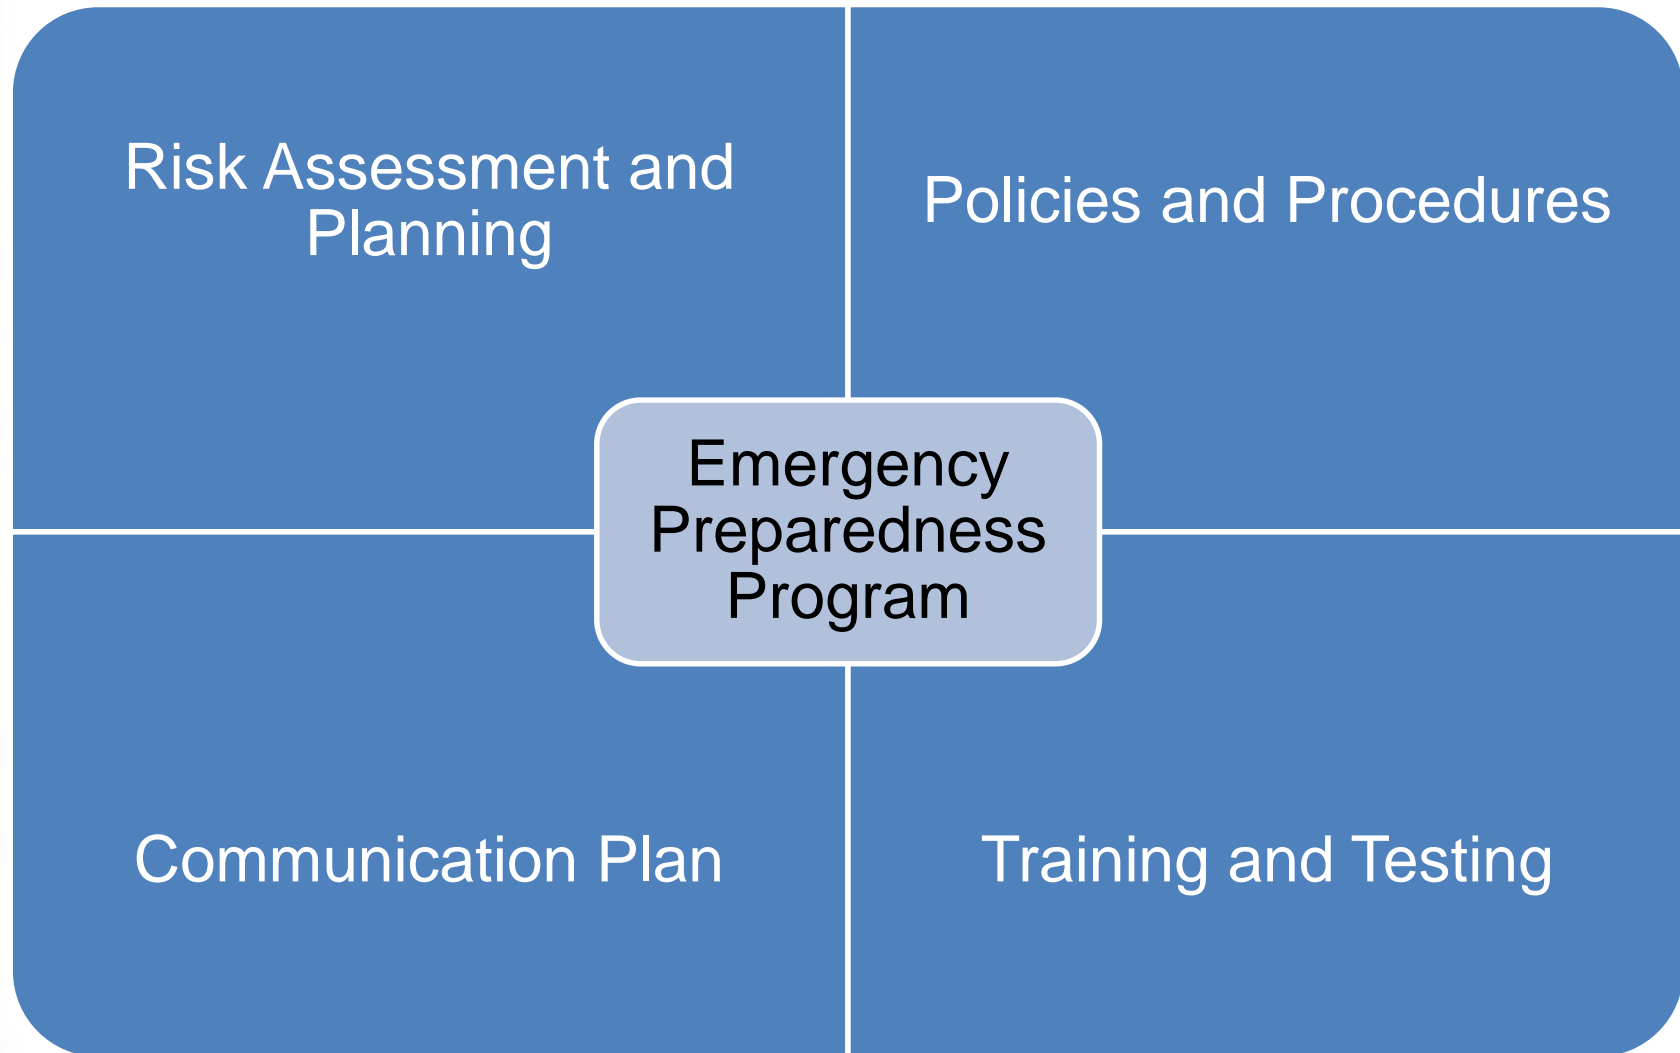 Risk Assessment and
Planning
Policies and Procedures
Emergency
Preparedness
Program
Communication Plan
Training and Testing